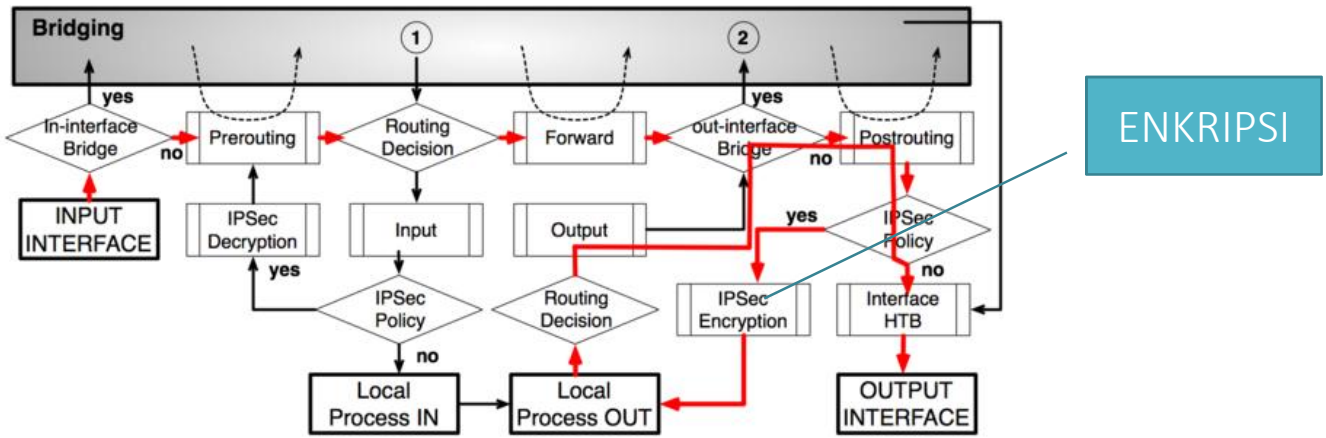 Bridging
1
2
yes
yes
In-interface
Bridge
no
Prerouting
Routing
Decision
Forward
out-interface
Bridge
no
Postrouting
ENKRIPSI
INPUT
INTERFACE
IPSec
Decryption
yes
Input
Output
yes
IPSec
Policy
no
IPSec
Policy
no
Routing
Decision
IPSec
Encryption
Interface
HTB
Local
Process IN
Local
Process OUT
OUTPUT
INTERFACE